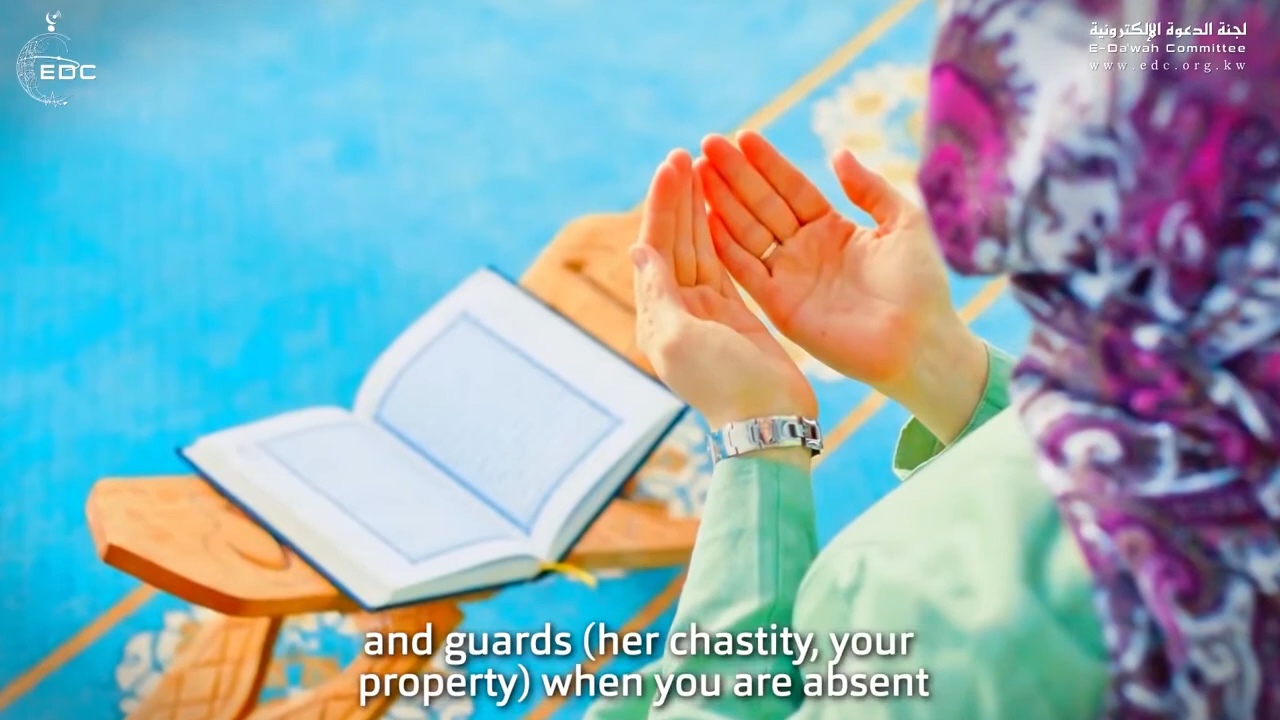 EDC
لجنة الدعوة الإلكترونية
E-Da'wah Committee
www.edc.org.kw
and guards (her chastity, your
property) when you are absent